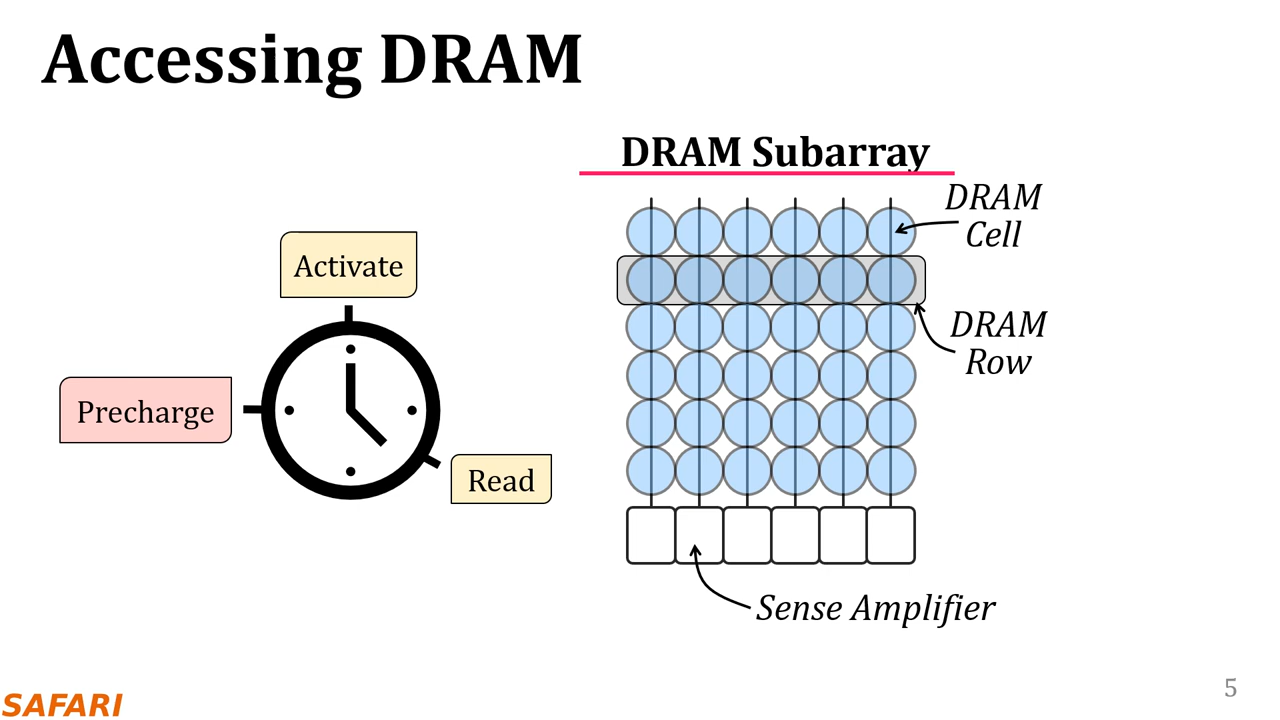 Accessing DRAM
DRAM Subarray
DRAM
Cell
Activate
DRAM
Row
Precharge
Read
Sense Amplifier
SAFARI
5